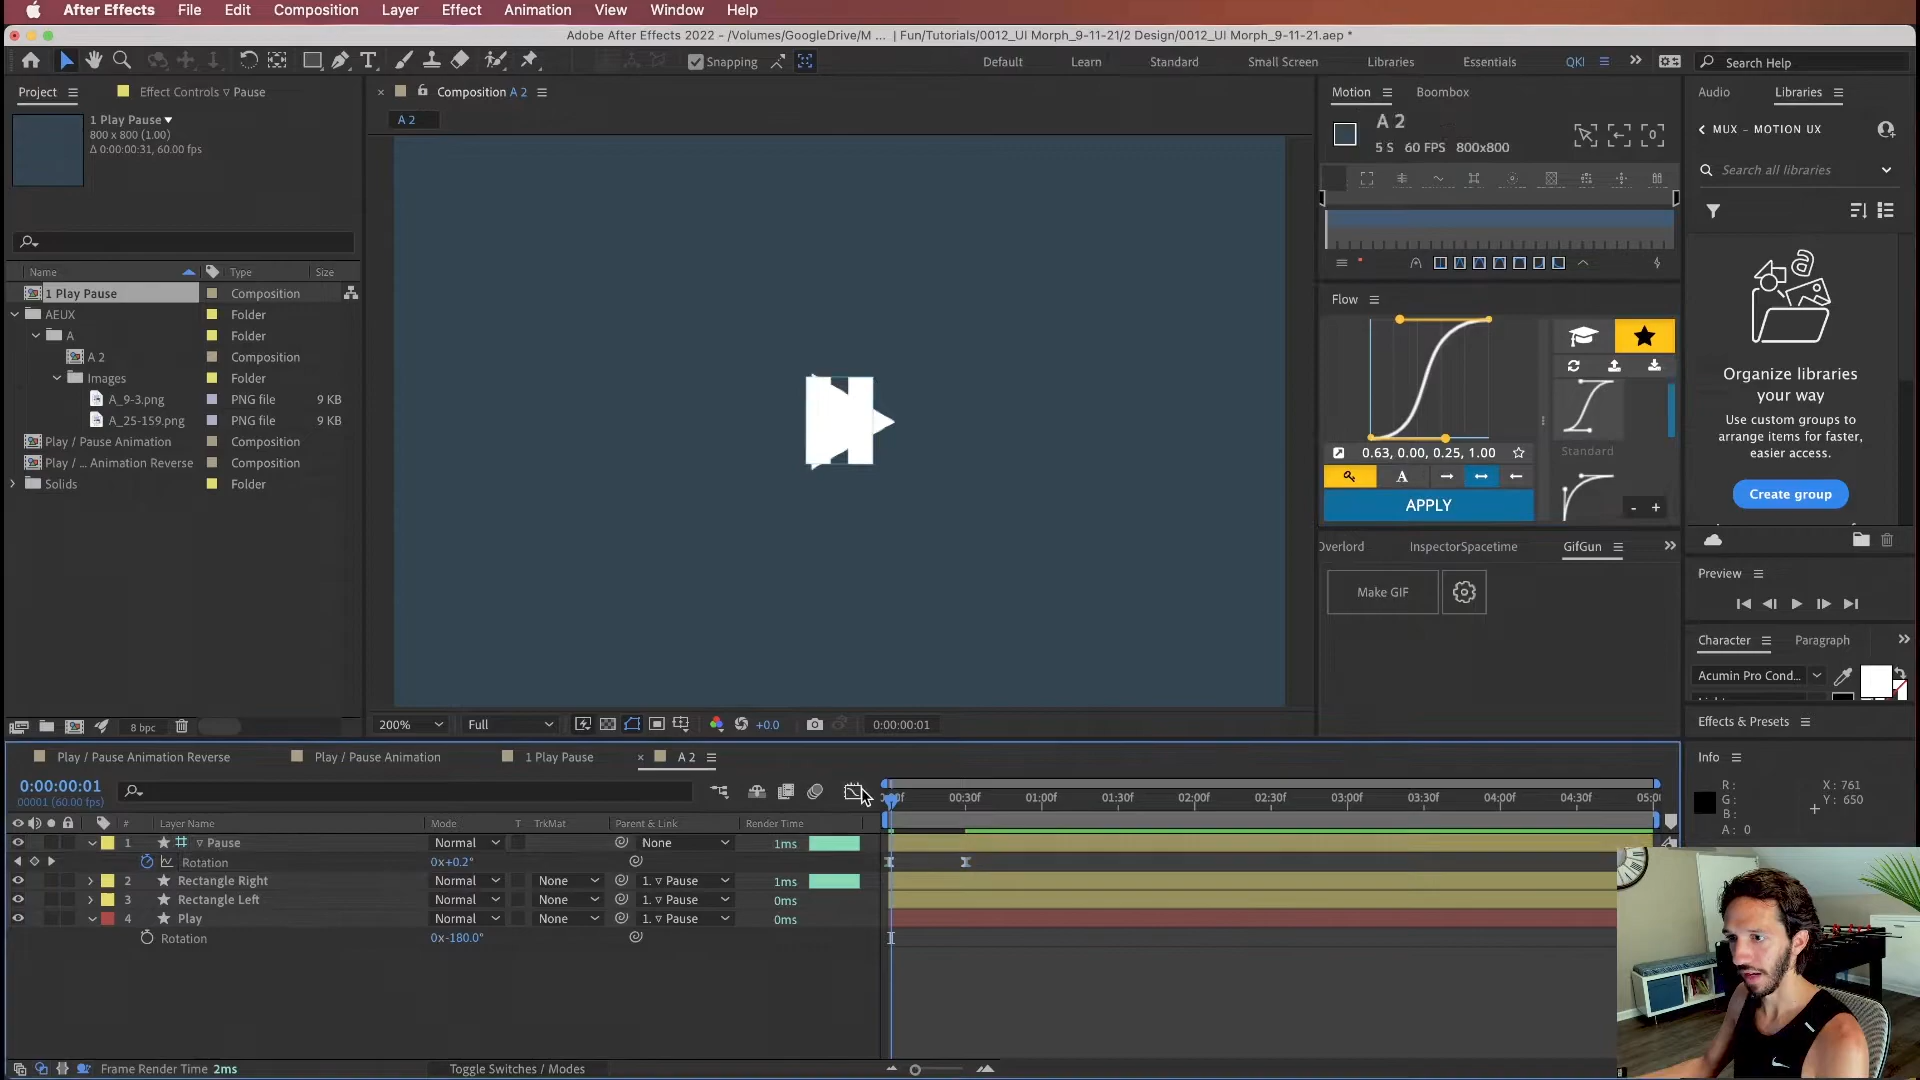 After Effects File Edit Composition Layer Effect Animation View Window Help
Adobe After Effects 2022 - /Volumes/GoogleDrive/M ... | Fun/Tutorials/0012_UI Morph_9-11-21/2 Design/0012_UI Morph_9-11-21.aep *
Snapping Default Learn Standard Small Screen Libraries Essentials QKI Search Help
Project Effect Controls ▿ Pause
1 Play Pause
800 x 800 (1.00)
Δ 0:00:00:31, 60.00 fps
Name Type Size
1 Play Pause Composition
AEUX Folder
A Folder
A 2 Composition
Images Folder
A_9-3.png PNG file 9 KB
A_25-159.png PNG file 9 KB
Play / Pause Animation Composition
Play / ... Animation Reverse Composition
Solids Folder
8 bpc
Composition A 2
A 2
200% Full +0.0 0:00:00:01
Motion Boombox
A 2
5 S 60 FPS 800x800
Flow
0.63, 0.00, 0.25, 1.00
Standard
A
APPLY
- +
Overlord InspectorSpacetime GifGun
Make GIF
Audio Libraries
MUX – MOTION UX
Search all libraries
Organize libraries
your way
Use custom groups to
arrange items for faster,
easier access.
Create group
Preview
Character Paragraph
Acumin Pro Cond...
Effects & Presets
Info
R :
G :
B :
A : 0
X : 761
Y : 650
Play / Pause Animation Reverse Play / Pause Animation 1 Play Pause A 2
0:00:00:01
00001 (60.00 fps)
00:30f 01:00f 01:30f 02:00f 02:30f 03:00f 03:30f 04:00f 04:30f
# Layer Name Mode T TrkMat Parent & Link Render Time
1 ▿ Pause Normal None 1ms
Rotation 0x+0.2°
2 Rectangle Right Normal None 1. ▿ Pause 1ms
3 Rectangle Left Normal None 1. ▿ Pause 0ms
4 Play Normal None 1. ▿ Pause 0ms
Rotation 0x-180.0°
Frame Render Time 2ms Toggle Switches / Modes